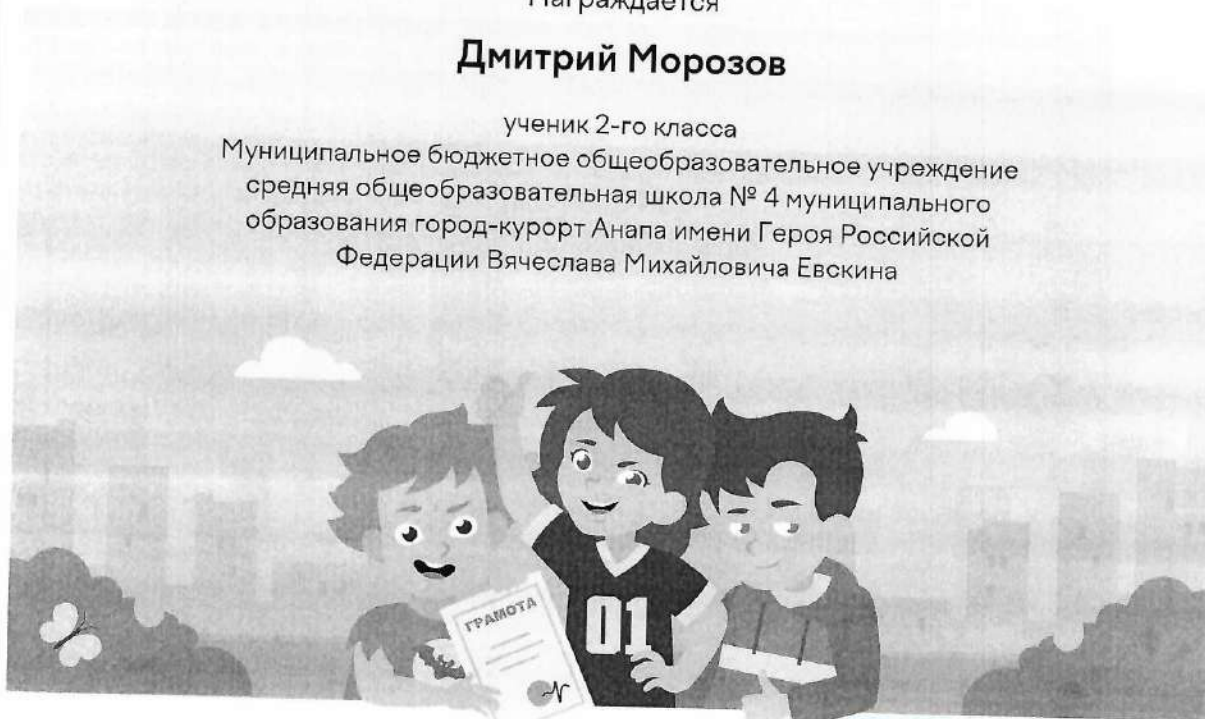 Награждается
Дмитрий Морозов
ученик 2-го класса
Муниципальное бюджетное общеобразовательное учреждение
средняя общеобразовательная школа № 4 муниципального
образования город-курорт Анапа имени Героя Российской
Федерации Вячеслава Михайловича Евскина
ГРАМОТА
01